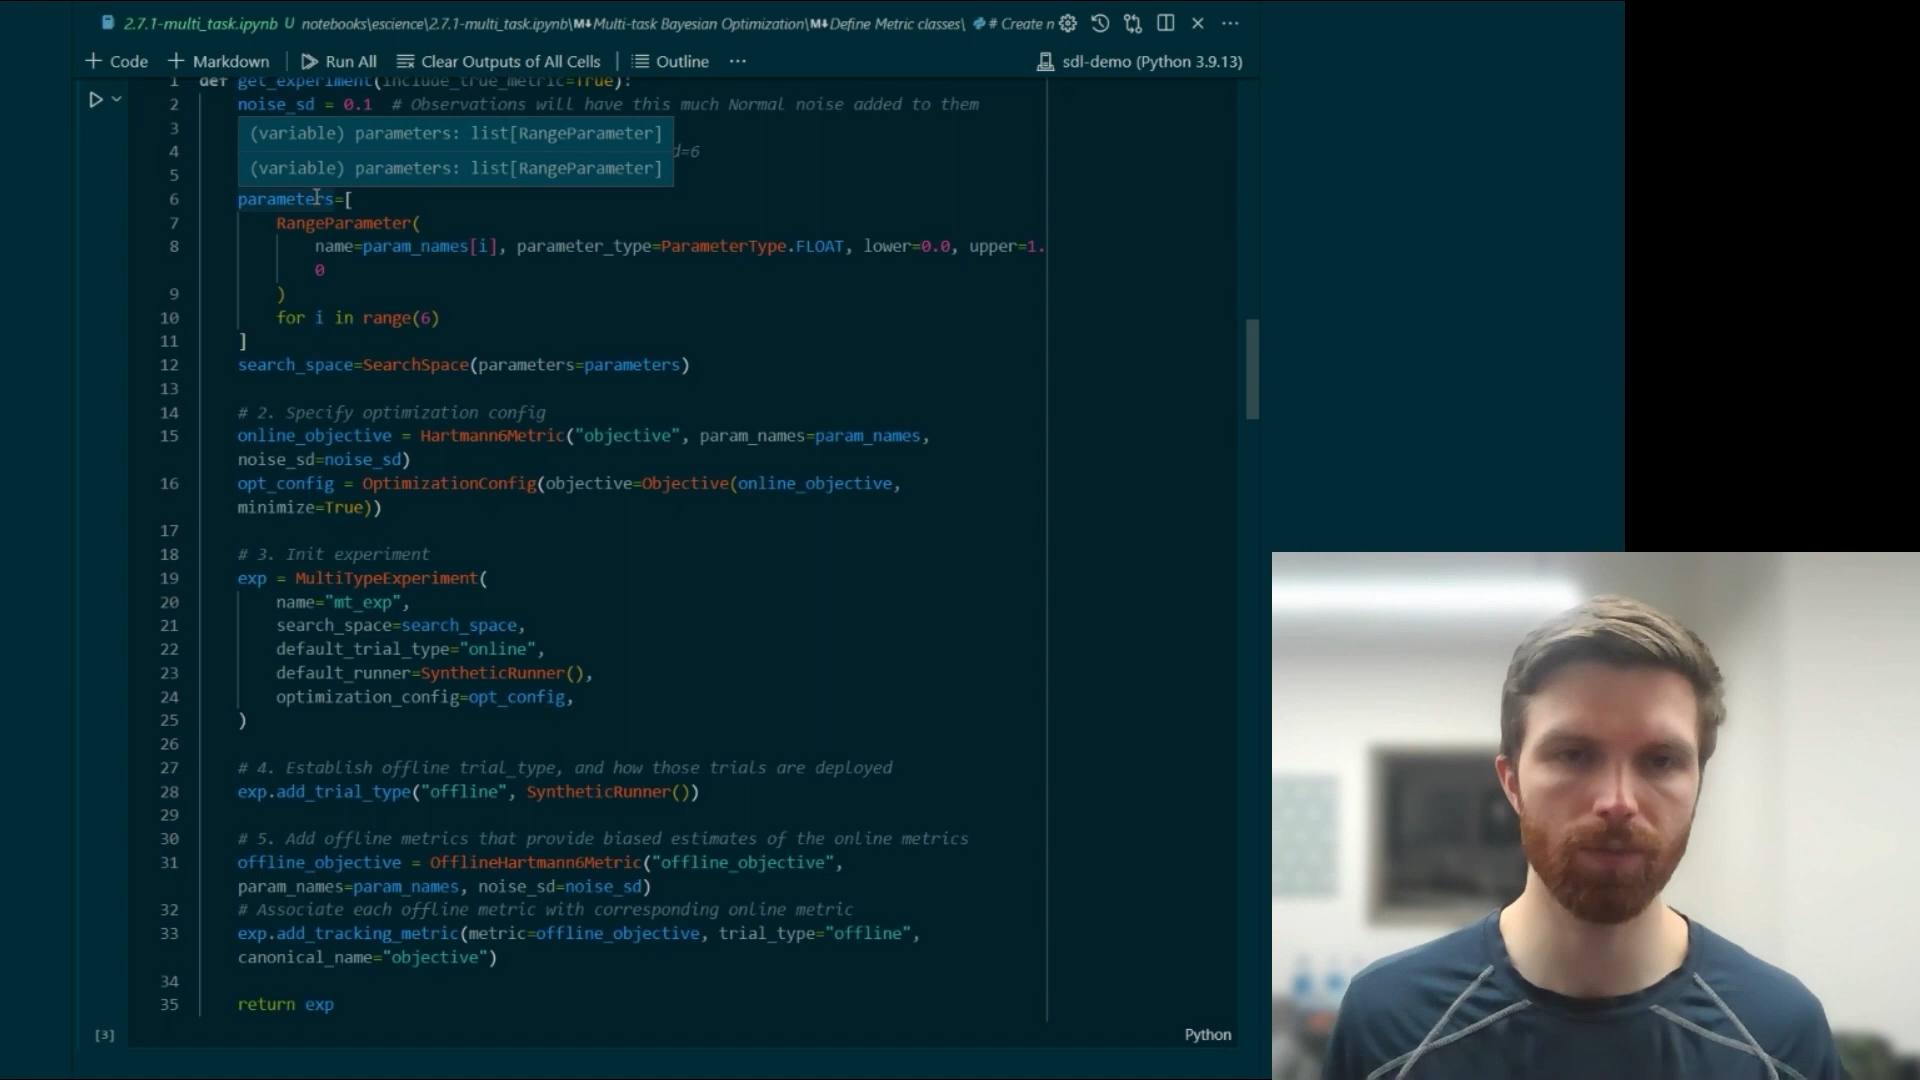 2.7.1-multi_task.ipynb U notebooks\escience\2.7.1-multi_task.ipynb\M↓Multi-task Bayesian Optimization\M↓Define Metric classes\ # Create n
+ Code + Markdown Run All Clear Outputs of All Cells Outline ... sdl-demo (Python 3.9.13)
1 def get_experiment(include_true_metric=True):
2 noise_sd = 0.1 # Observations will have this much Normal noise added to them
3 (variable) parameters: list[RangeParameter]
4 d=6
5 (variable) parameters: list[RangeParameter]
6 parameters=[
7 RangeParameter(
8 name=param_names[i], parameter_type=ParameterType.FLOAT, lower=0.0, upper=1.
0
9 )
10 for i in range(6)
11 ]
12 search_space=SearchSpace(parameters=parameters)
13
14 # 2. Specify optimization config
15 online_objective = Hartmann6Metric("objective", param_names=param_names,
noise_sd=noise_sd)
16 opt_config = OptimizationConfig(objective=Objective(online_objective,
minimize=True))
17
18 # 3. Init experiment
19 exp = MultiTypeExperiment(
20 name="mt_exp",
21 search_space=search_space,
22 default_trial_type="online",
23 default_runner=SyntheticRunner(),
24 optimization_config=opt_config,
25 )
26
27 # 4. Establish offline trial_type, and how those trials are deployed
28 exp.add_trial_type("offline", SyntheticRunner())
29
30 # 5. Add offline metrics that provide biased estimates of the online metrics
31 offline_objective = OfflineHartmann6Metric("offline_objective",
param_names=param_names, noise_sd=noise_sd)
32 # Associate each offline metric with corresponding online metric
33 exp.add_tracking_metric(metric=offline_objective, trial_type="offline",
canonical_name="objective")
34
35 return exp
[3] Python